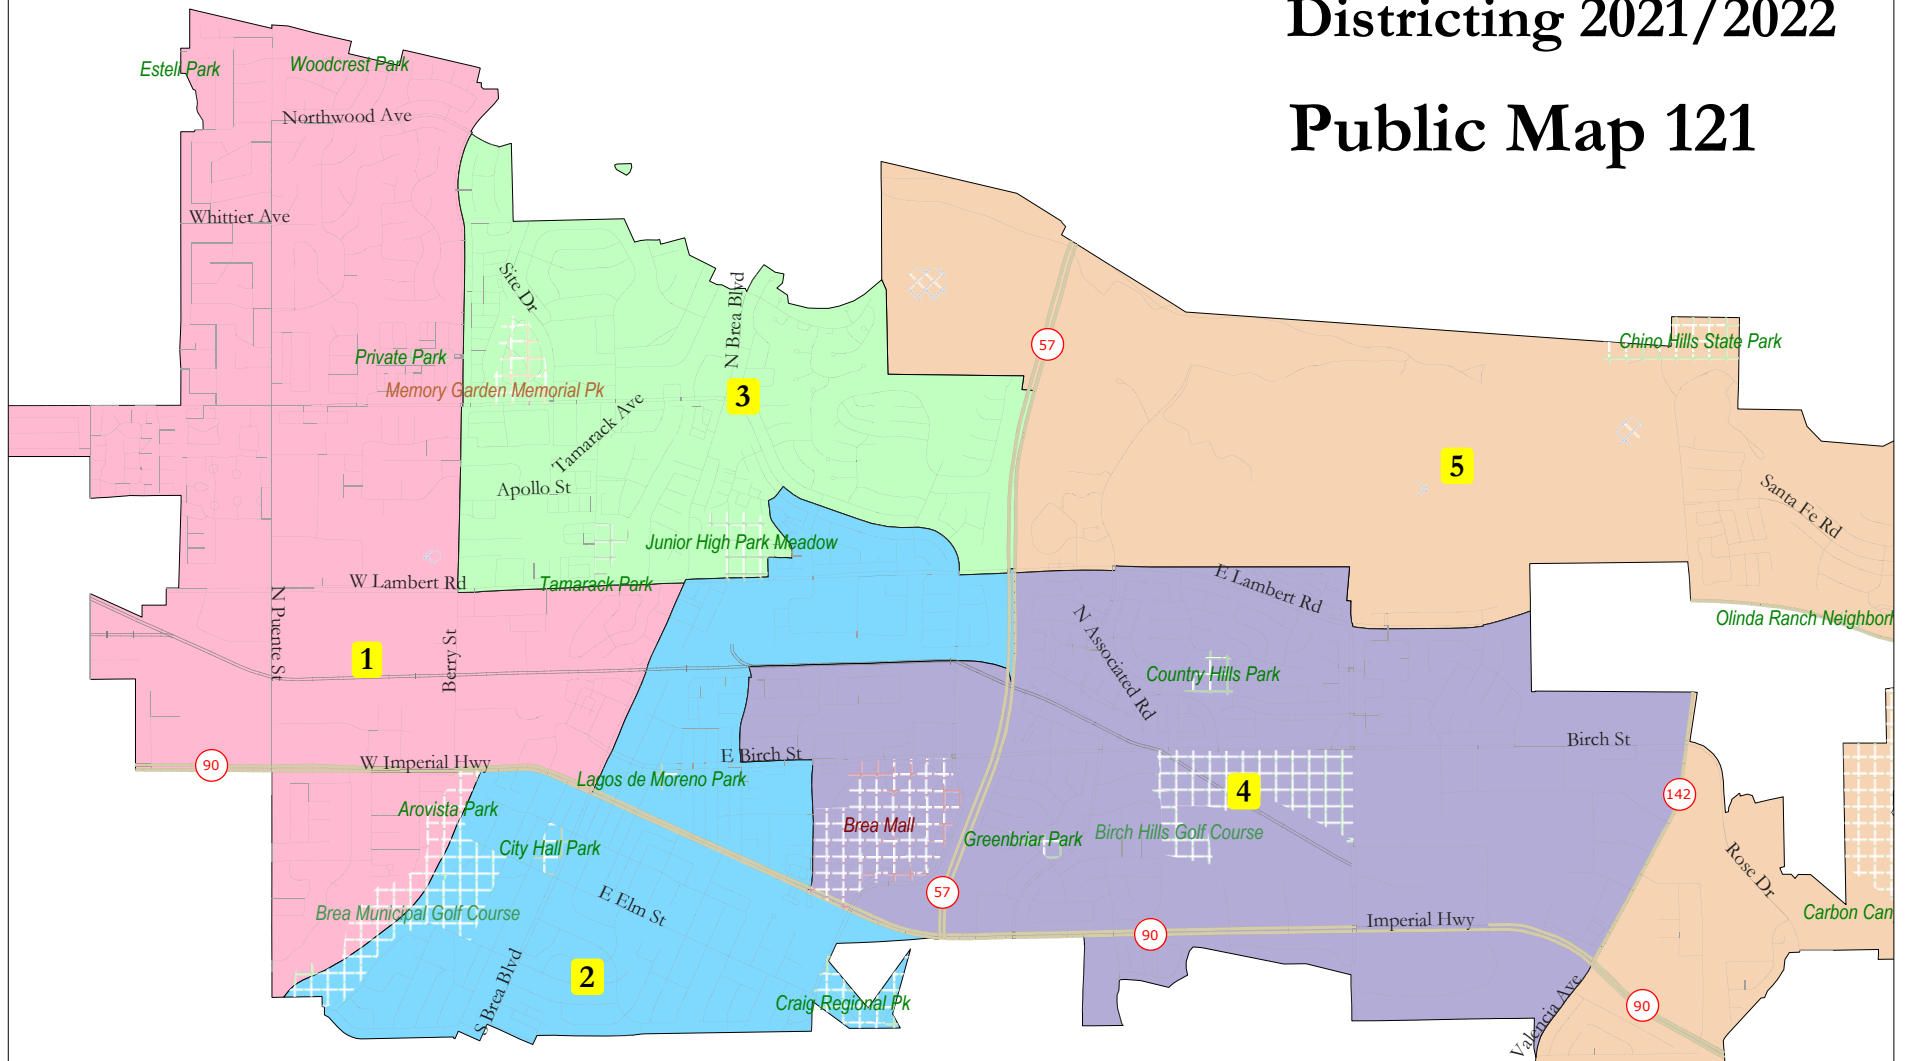 Districting 2021/2022
Public Map 121
Estell Park
Woodcrest Park
Northwood Ave
Whittier Ave
Site Dr
N Brea Blvd
57
Chino Hills State Park
Private Park
Memory Garden Memorial Pk
3
Tamarack Ave
Apollo St
5
Santa Fe Rd
Junior High Park Meadow
W Lambert Rd
Tamarack Park
E Lambert Rd
N Puente St
Berry St
1
N Associated Rd
Country Hills Park
Olinda Ranch Neighborh
90
W Imperial Hwy
E Birch St
Birch St
Lagos de Moreno Park
4
142
Arovista Park
City Hall Park
Brea Mall
Greenbriar Park
Birch Hills Golf Course
Rose Dr
E Elm St
57
Brea Municipal Golf Course
Carbon Can
90
Imperial Hwy
2
S Brea Blvd
Craig Regional Pk
Valencia Ave
90